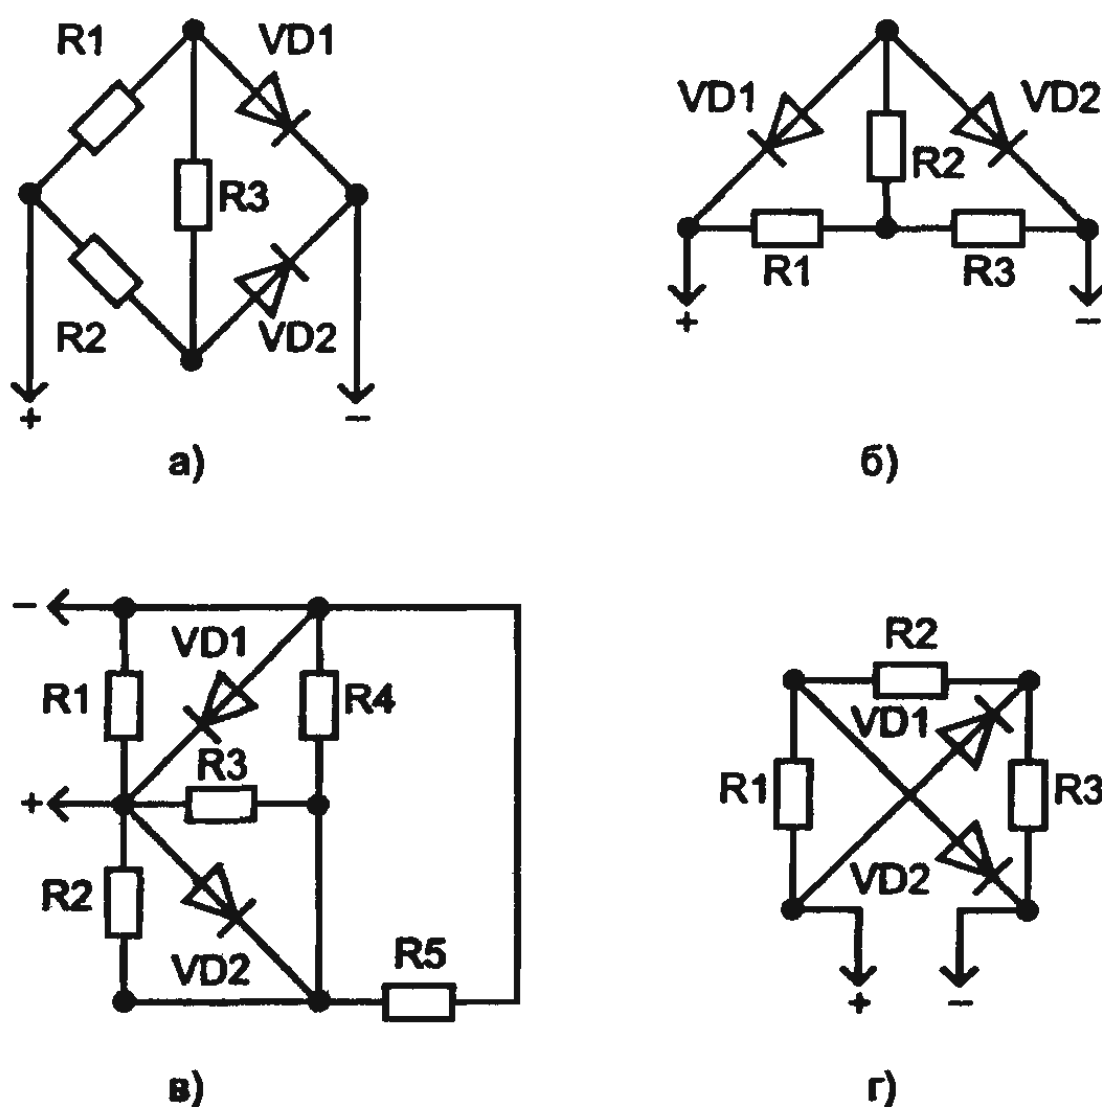 R1
VD1
R3
R2
VD2
+
−
а)
VD1
VD2
R2
R1
R3
+
−
б)
−
VD1
R1
R4
R3
+
R2
VD2
R5
в)
R2
VD1
R1
R3
VD2
+
−
г)